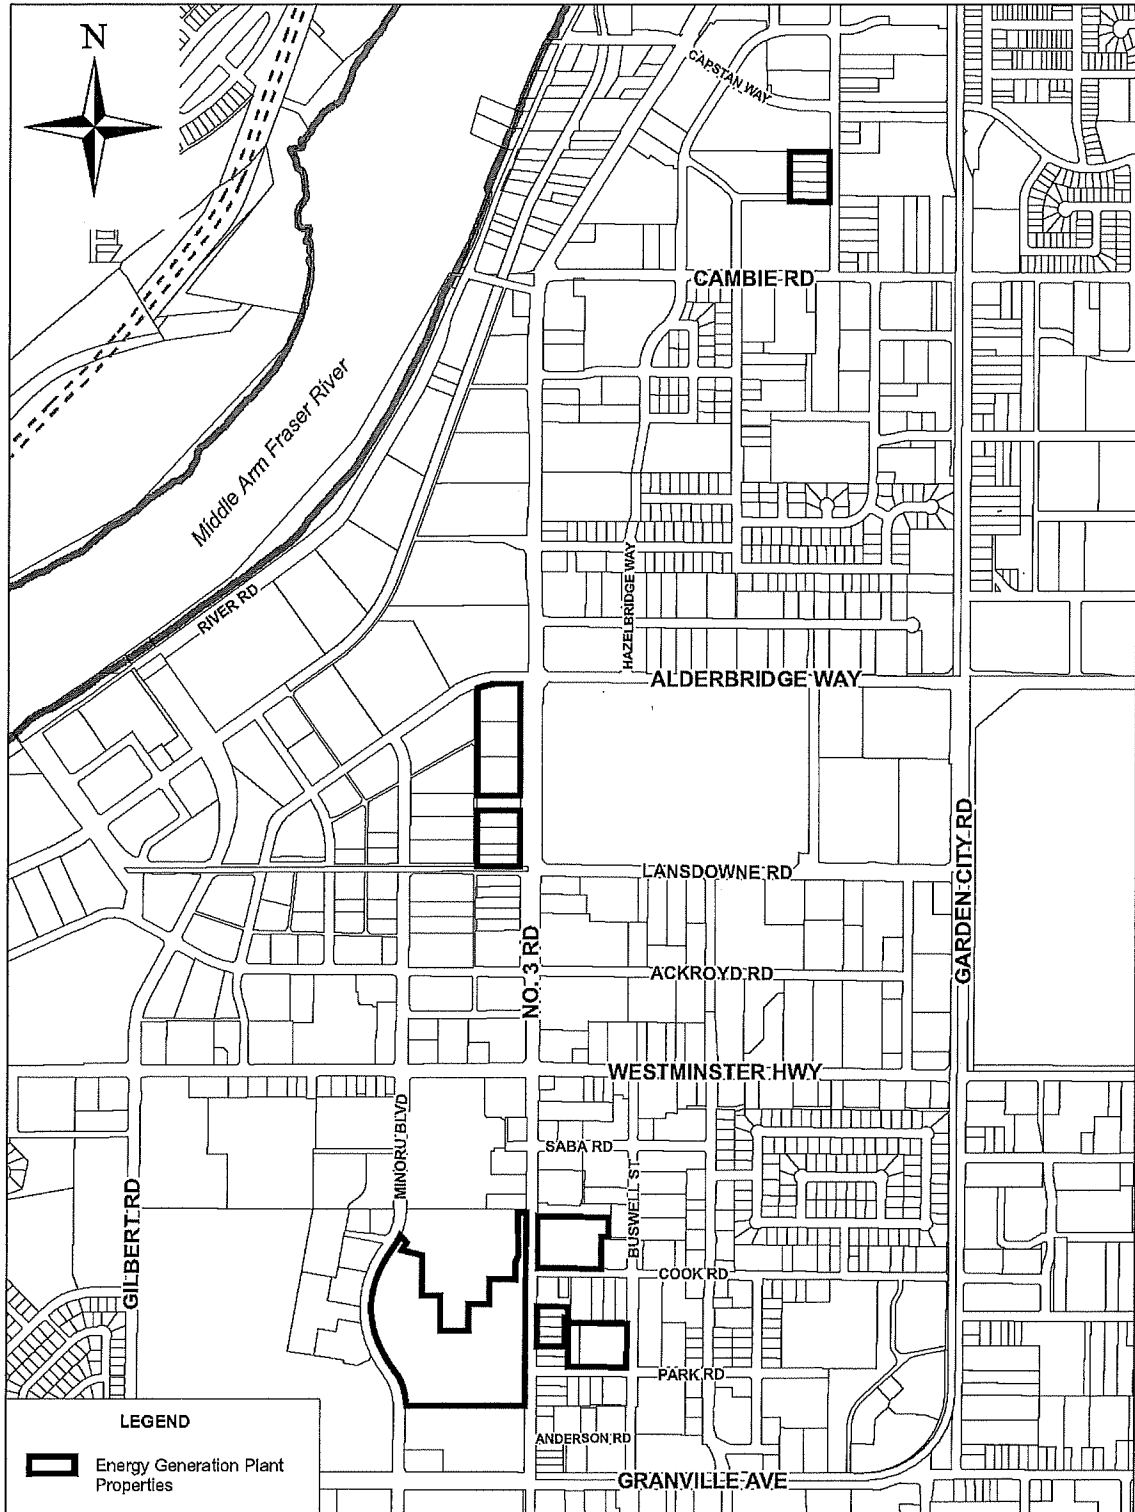 N
CAPSTAN WAY
CAMBIE RD
Middle Arm Fraser River
RIVER RD
HAZELBRIDGE WAY
ALDERBRIDGE WAY
LANSDOWNE RD
GARDEN CITY RD
NO. 3 RD
ACKROYD RD
WESTMINSTER HWY
MINORU BLVD
SABA RD
BUSWELL ST
GILBERT RD
COOK RD
PARK RD
ANDERSON RD
GRANVILLE AVE
LEGEND
Energy Generation Plant
Properties